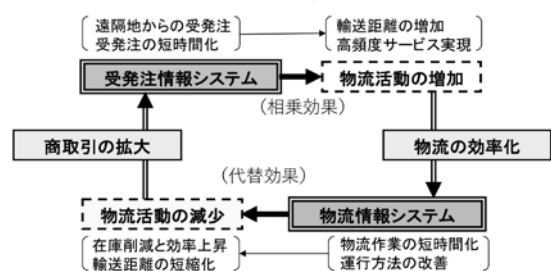 遠隔地からの受発注
受発注の短時間化
輸送距離の増加
高頻度サービス実現
受発注情報システム
物流活動の増加
(相乗効果)
商取引の拡大
物流の効率化
(代替効果)
物流活動の減少
物流情報システム
在庫削減と効率上昇
輸送距離の短縮化
物流作業の短時間化
運行方法の改善